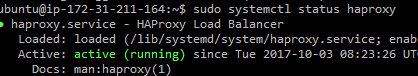 ubuntu@ip-172-31-211-164:~$ sudo systemctl status haproxy
● haproxy.service - HAProxy Load Balancer
Loaded: loaded (/lib/systemd/system/haproxy.service; enab
Active: active (running) since Tue 2017-10-03 08:23:26 U
Docs: man:haproxy(1)